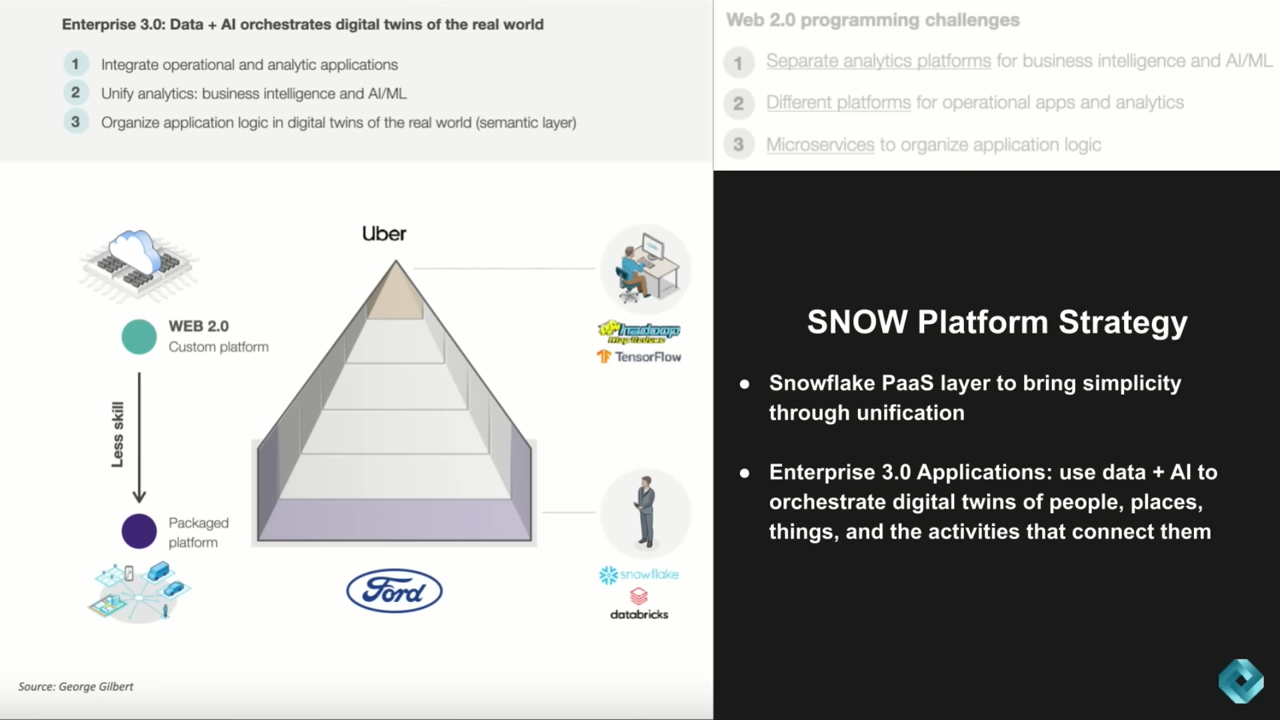 Enterprise 3.0: Data + AI orchestrates digital twins of the real world
1 Integrate operational and analytic applications
2 Unify analytics: business intelligence and AI/ML
3 Organize application logic in digital twins of the real world (semantic layer)
Web 2.0 programming challenges
1 Separate analytics platforms for business intelligence and AI/ML
2 Different platforms for operational apps and analytics
3 Microservices to organize application logic
Uber
WEB 2.0
Custom platform
Less skill
Packaged
platform
hadoop
Map Reduce
TensorFlow
snowflake
databricks
Ford
Source: George Gilbert
SNOW Platform Strategy
● Snowflake PaaS layer to bring simplicity
through unification
● Enterprise 3.0 Applications: use data + AI to
orchestrate digital twins of people, places,
things, and the activities that connect them